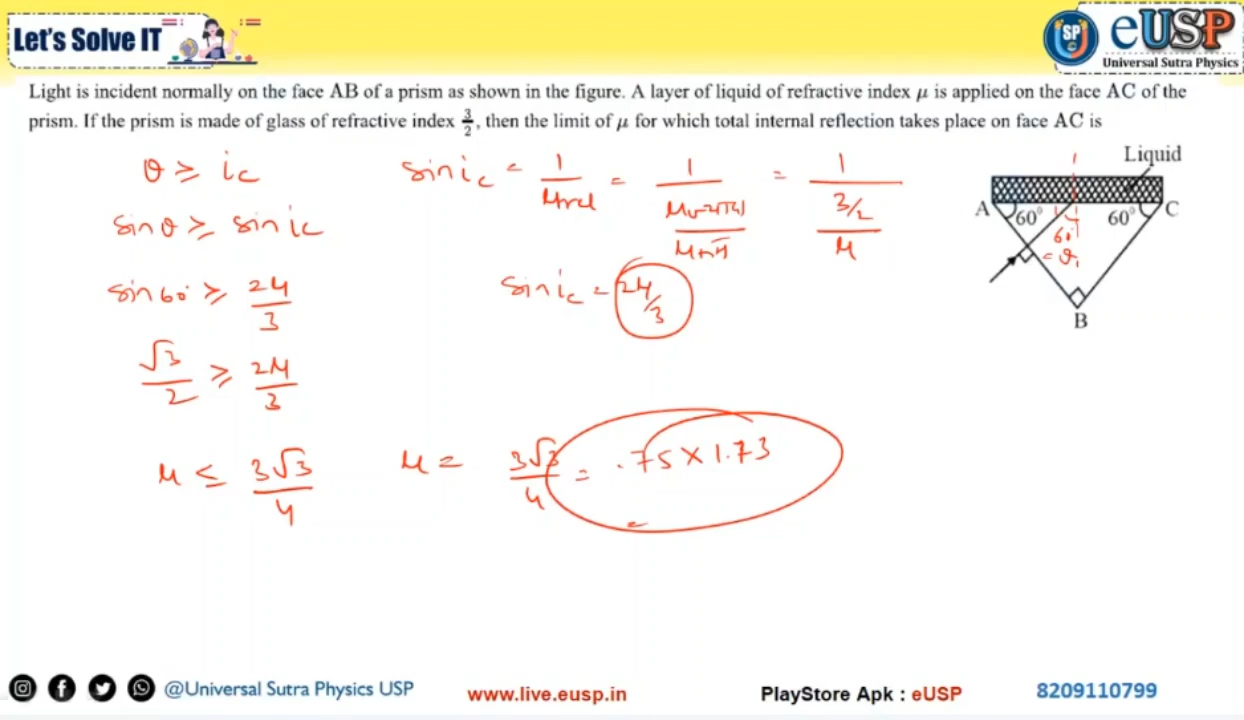 Let's Solve IT
SP
eUSP
Universal Sutra Physics
Light is incident normally on the face AB of a prism as shown in the figure. A layer of liquid of refractive index μ is applied on the face AC of the
prism. If the prism is made of glass of refractive index 3/2, then the limit of μ for which total internal reflection takes place on face AC is
θ ≥ ic
sin ic = 1/μrel = 1/ = 1/(3/2/μ)
Liquid
A 60° 60° C
60° = θ,
B
sinθ ≥ sin ic
sin60° ≥ 2μ/3
sin ic = 2μ/3
√3/2 ≥ 2μ/3
μ ≤ 3√3/4
μ = 3√3/4 = .75 × 1.73
=
@Universal Sutra Physics USP
www.live.eusp.in
PlayStore Apk : eUSP
8209110799